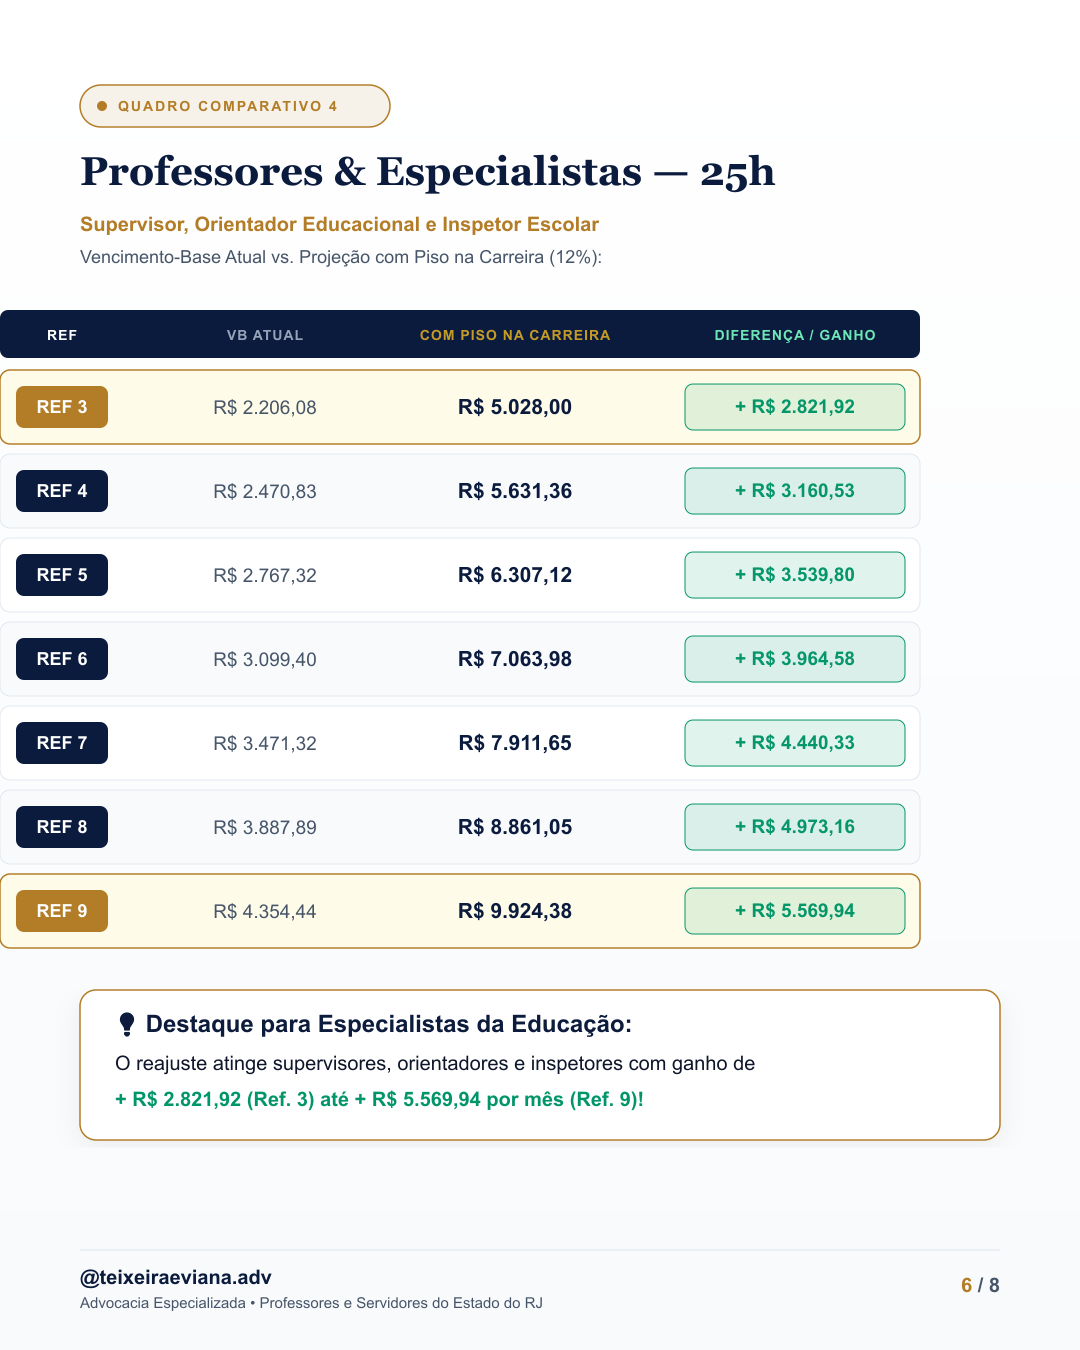 QUADRO COMPARATIVO 4
Professores & Especialistas — 25h
Supervisor, Orientador Educacional e Inspetor Escolar
Vencimento-Base Atual vs. Projeção com Piso na Carreira (12%):
REF VB ATUAL COM PISO NA CARREIRA DIFERENÇA / GANHO
REF 3 R$ 2.206,08 R$ 5.028,00 + R$ 2.821,92
REF 4 R$ 2.470,83 R$ 5.631,36 + R$ 3.160,53
REF 5 R$ 2.767,32 R$ 6.307,12 + R$ 3.539,80
REF 6 R$ 3.099,40 R$ 7.063,98 + R$ 3.964,58
REF 7 R$ 3.471,32 R$ 7.911,65 + R$ 4.440,33
REF 8 R$ 3.887,89 R$ 8.861,05 + R$ 4.973,16
REF 9 R$ 4.354,44 R$ 9.924,38 + R$ 5.569,94
Destaque para Especialistas da Educação:
O reajuste atinge supervisores, orientadores e inspetores com ganho de
+ R$ 2.821,92 (Ref. 3) até + R$ 5.569,94 por mês (Ref. 9)!
@teixeiraeviana.adv
Advocacia Especializada • Professores e Servidores do Estado do RJ
6 / 8